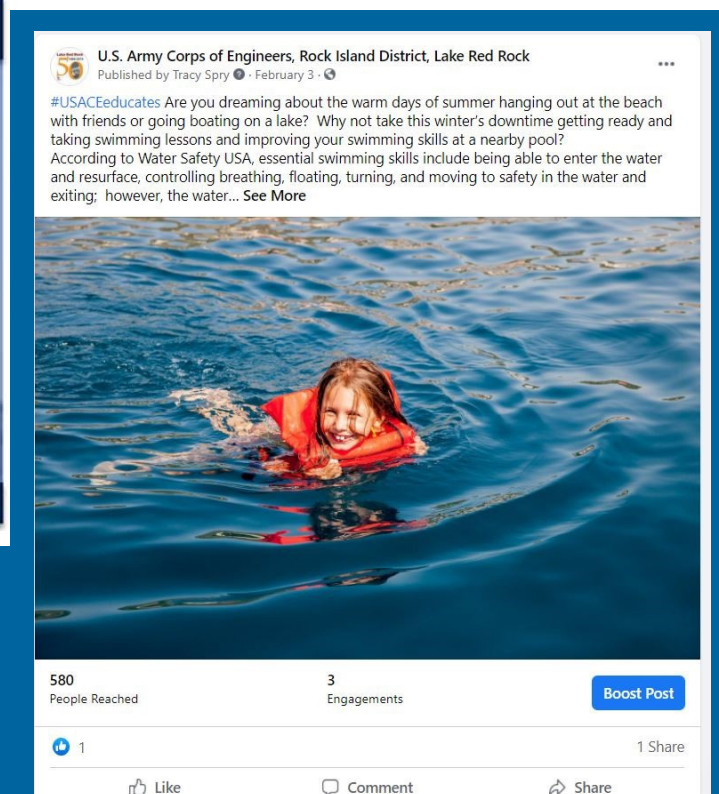 U.S. Army Corps of Engineers, Rock Island District, Lake Red Rock
Published by Tracy Spry · February 3 ·
#USACEeducates Are you dreaming about the warm days of summer hanging out at the beach
with friends or going boating on a lake?  Why not take this winter's downtime getting ready and
taking swimming lessons and improving your swimming skills at a nearby pool?
According to Water Safety USA, essential swimming skills include being able to enter the water
and resurface, controlling breathing, floating, turning, and moving to safety in the water and
exiting;  however, the water... See More
580
People Reached
3
Engagements
Boost Post
1
1 Share
Like
Comment
Share